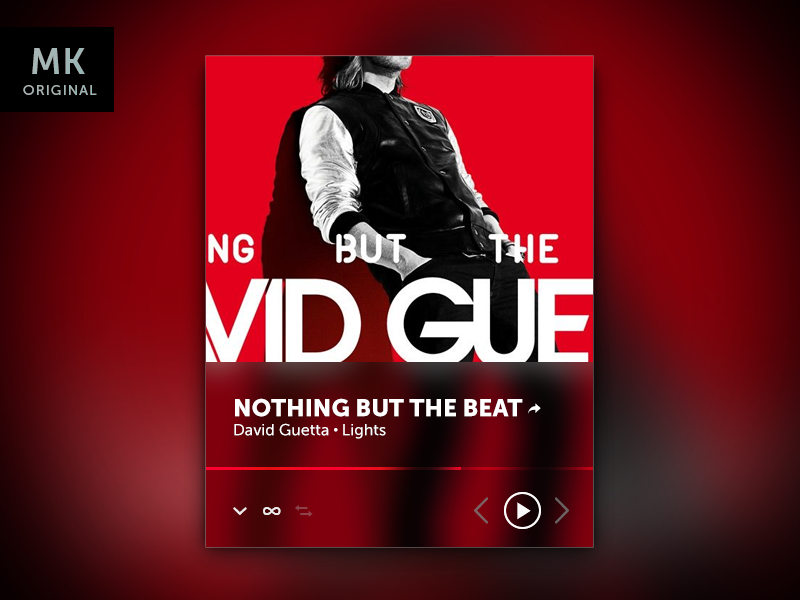 MK
ORIGINAL
NG BUT THE
VID GUE
NOTHING BUT THE BEAT
David Guetta • Lights